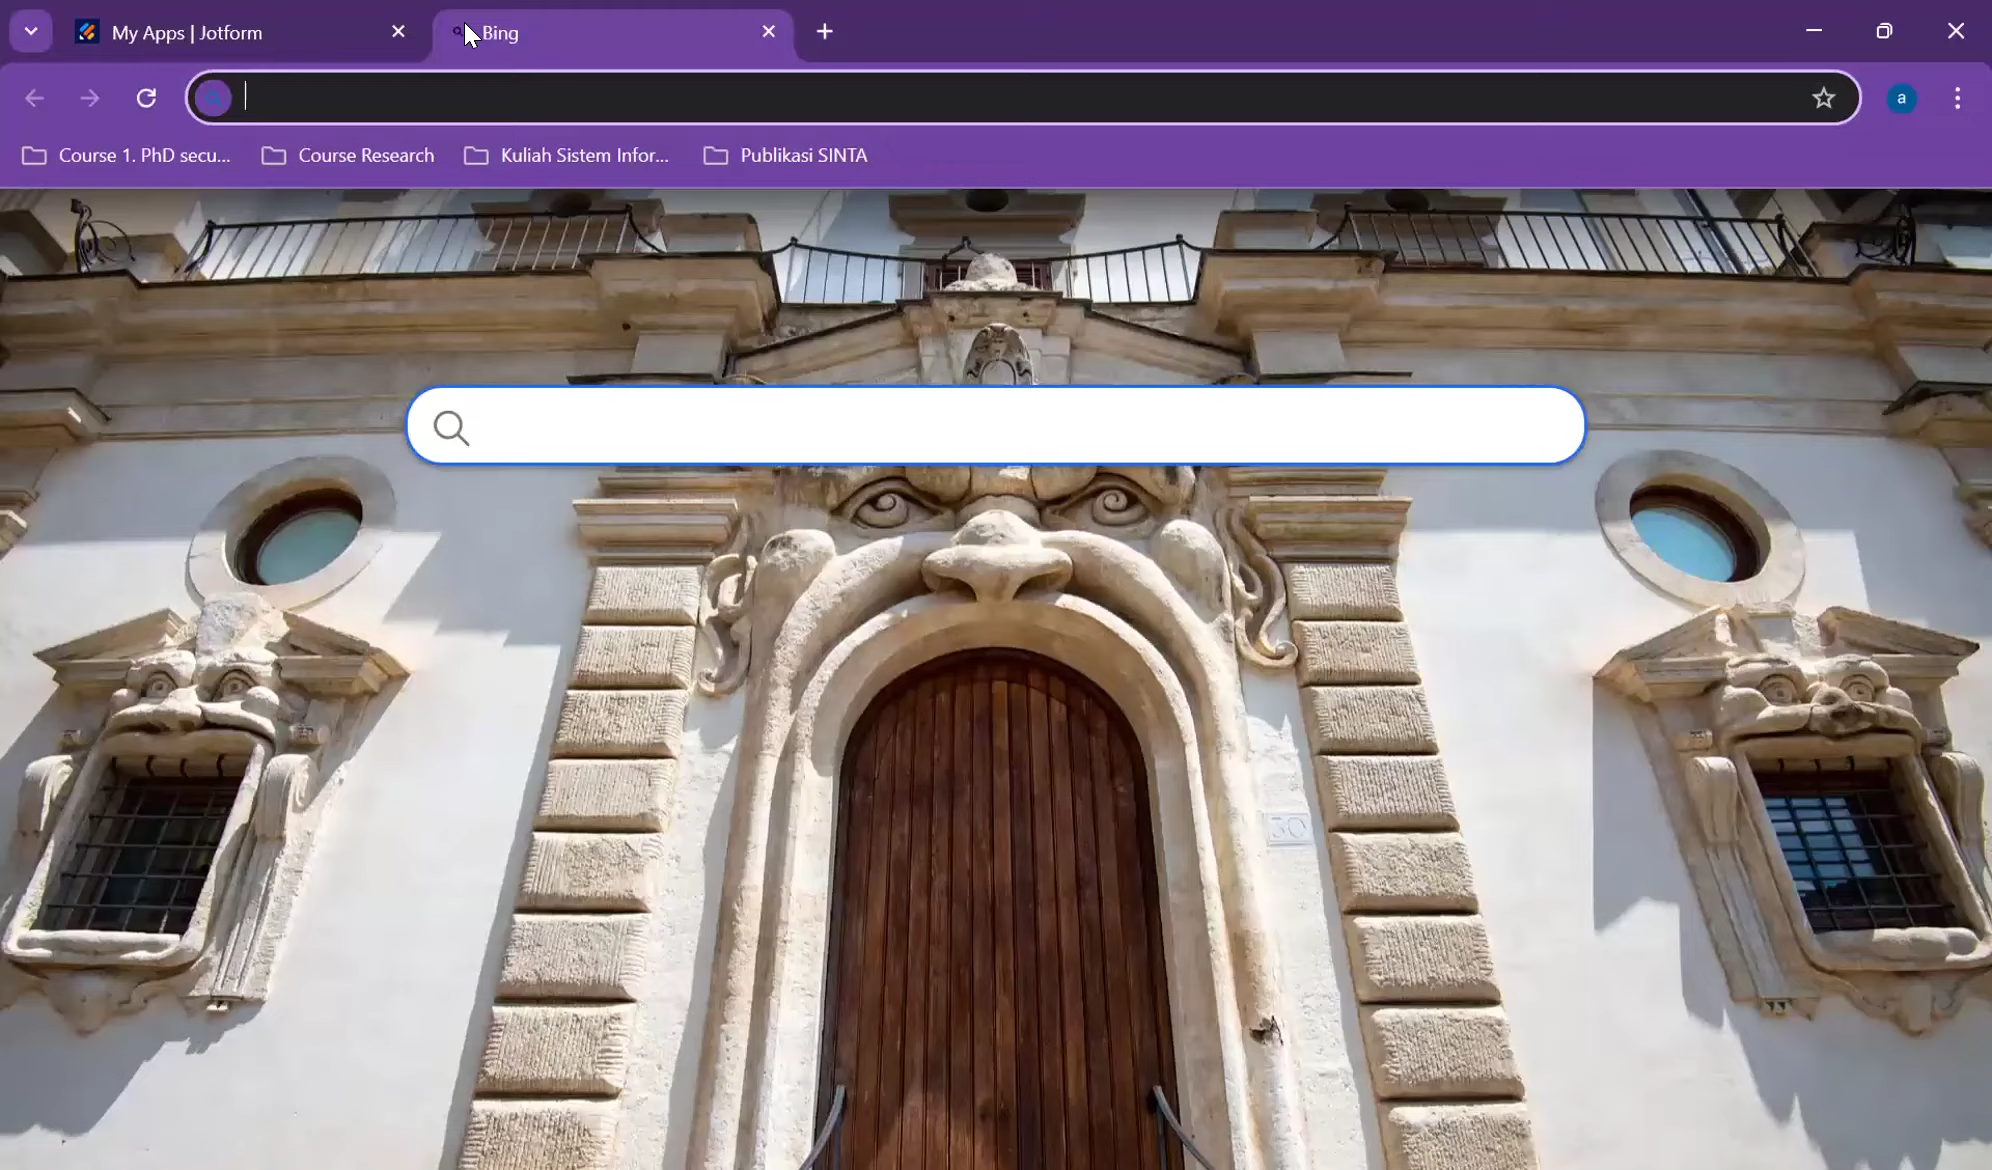 My Apps | Jotform
Bing
a
Course 1. PhD secu...
Course Research
Kuliah Sistem Infor...
Publikasi SINTA
30